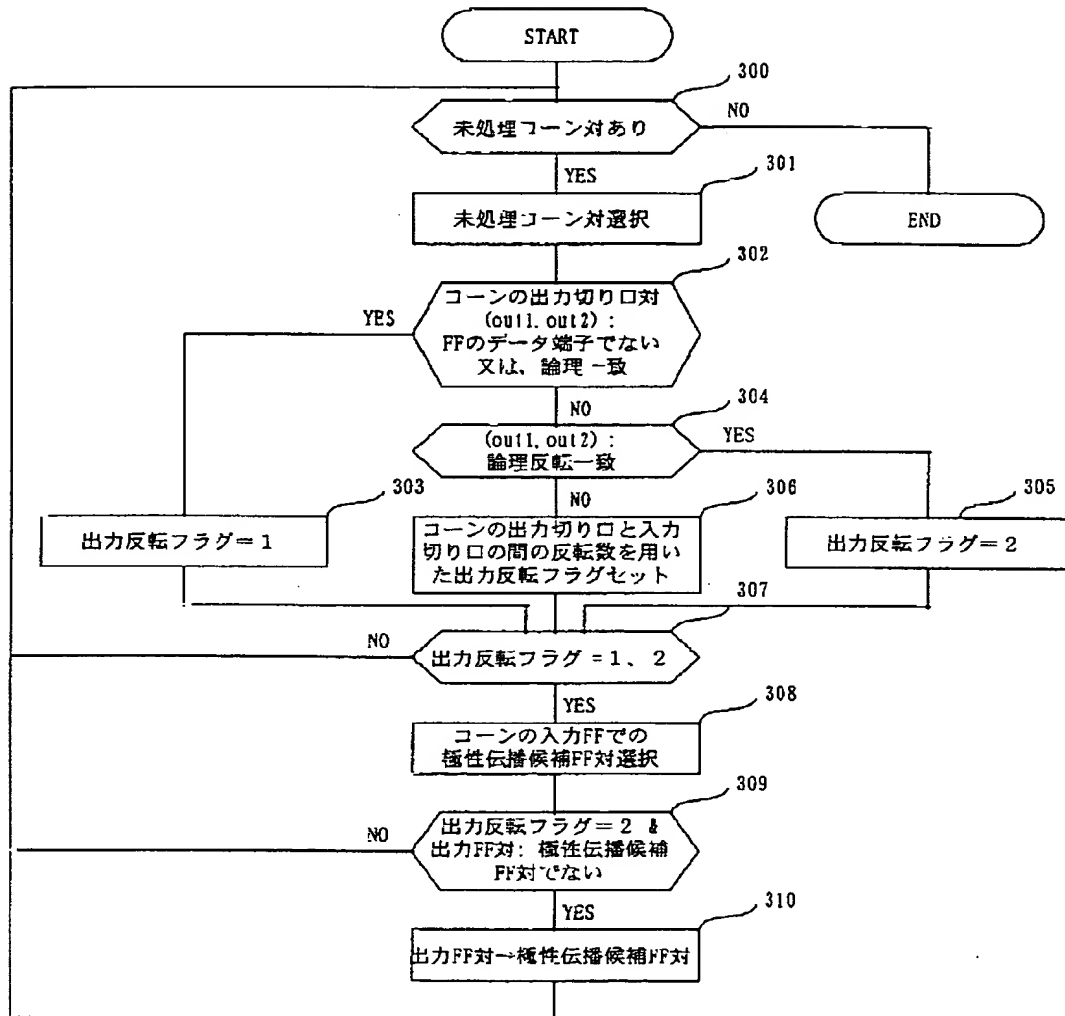 START
300
未処理コーン対あり
NO
YES
301
未処理コーン対選択
END
302
コーンの出力切り口対
(out1.out2) :
FFのデータ端子でない
又は、論理一致
YES
NO
304
(out1.out2) :
論理反転一致
YES
NO
303
出力反転フラグ=1
306
コーンの出力切り口と入力
切り口の間の反転数を用い
た出力反転フラグセット
305
出力反転フラグ=2
307
NO
出力反転フラグ=1、2
YES
308
コーンの入力FFでの
極性伝播候補FF対選択
309
NO
出力反転フラグ=2 &
出力FF対: 極性伝播候補
FF対でない
YES
310
出力FF対→極性伝播候補FF対